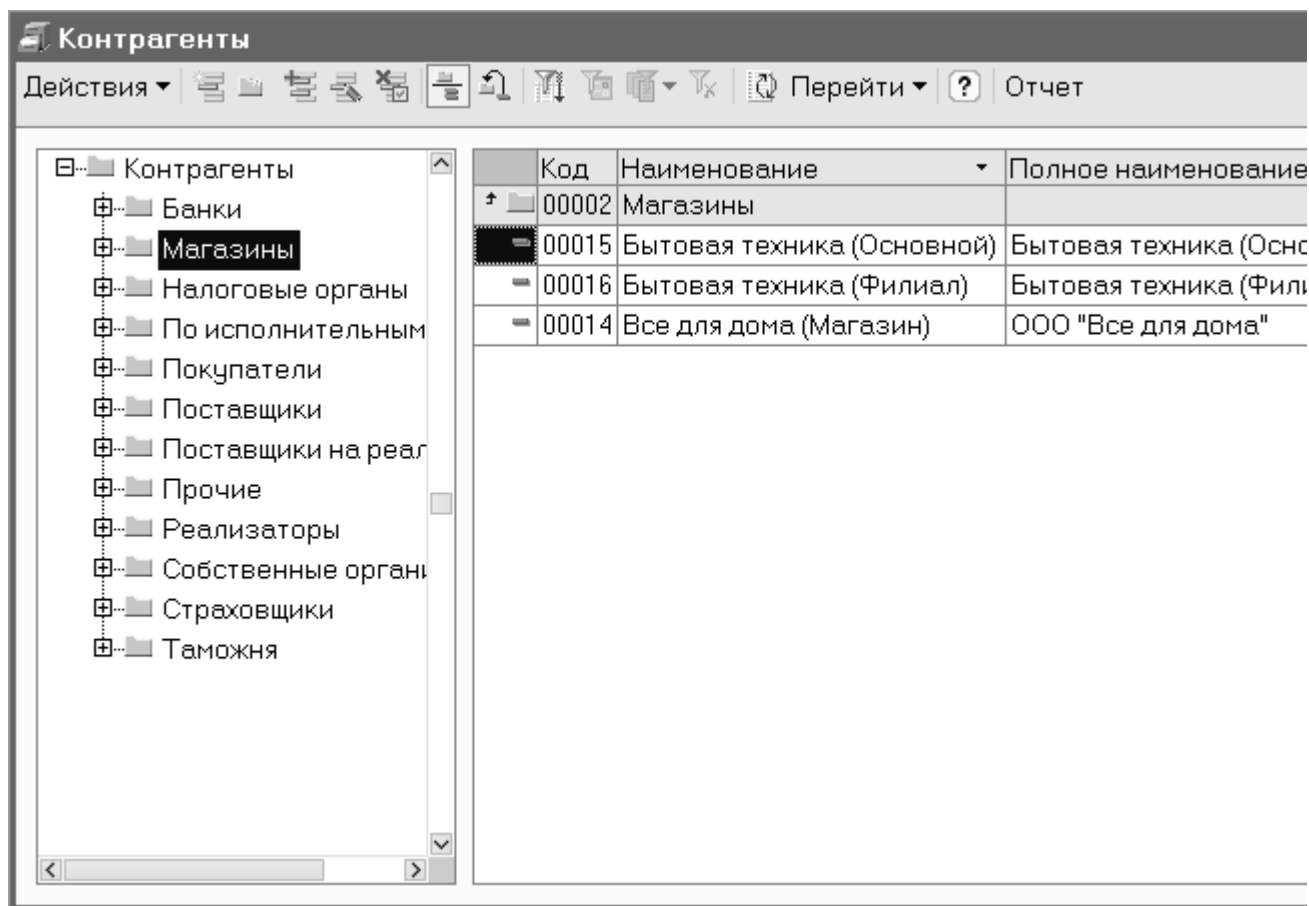 Контрагенты
Действия Перейти ? Отчет
Контрагенты
Банки
Магазины
Налоговые органы
По исполнительным
Покупатели
Поставщики
Поставщики на реал
Прочие
Реализаторы
Собственные органи
Страховщики
Таможня
Код Наименование Полное наименование
00002 Магазины
00015 Бытовая техника (Основной) Бытовая техника (Осно
00016 Бытовая техника (Филиал) Бытовая техника (Фили
00014 Все для дома (Магазин) ООО "Все для дома"